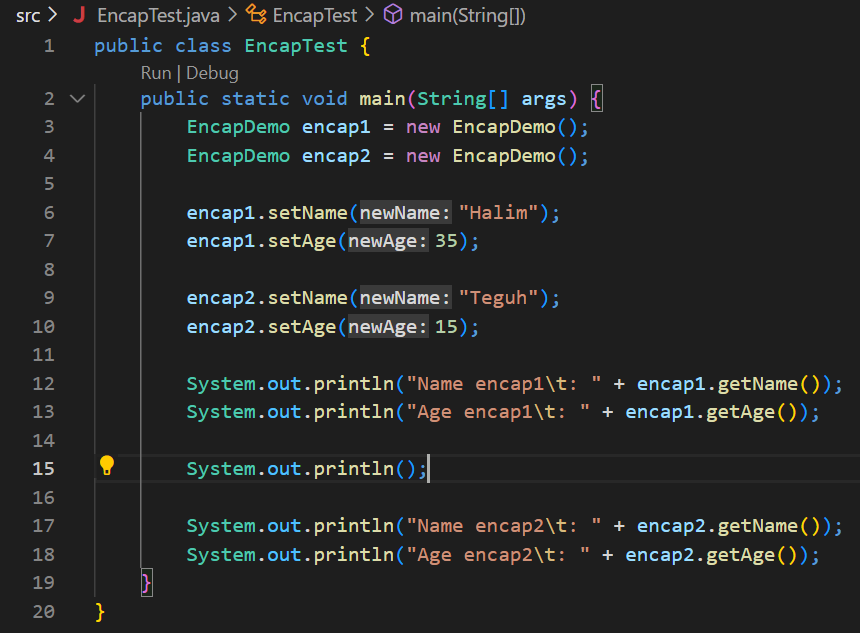 src > EncapTest.java > EncapTest > main(String[])
1 public class EncapTest {
Run | Debug
2 public static void main(String[] args) {
3 EncapDemo encap1 = new EncapDemo();
4 EncapDemo encap2 = new EncapDemo();
5
6 encap1.setName(newName: "Halim");
7 encap1.setAge(newAge: 35);
8
9 encap2.setName(newName: "Teguh");
10 encap2.setAge(newAge: 15);
11
12 System.out.println("Name encap1\t: " + encap1.getName());
13 System.out.println("Age encap1\t: " + encap1.getAge());
14
15 System.out.println();
16
17 System.out.println("Name encap2\t: " + encap2.getName());
18 System.out.println("Age encap2\t: " + encap2.getAge());
19 }
20 }